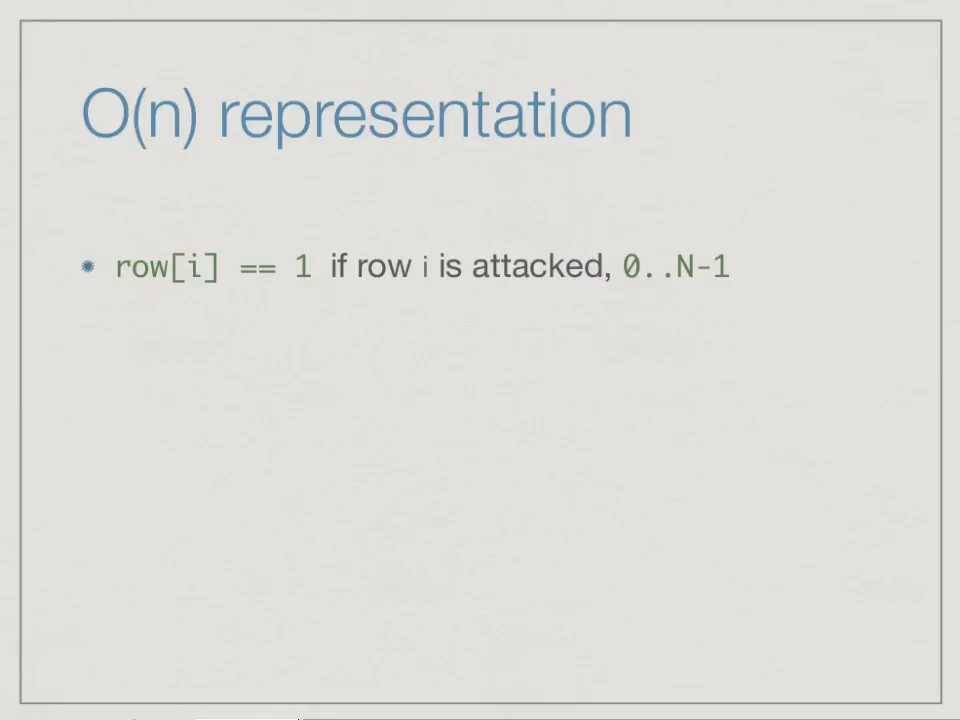 O(n) representation
row[i] == 1 if row i is attacked, 0..N-1